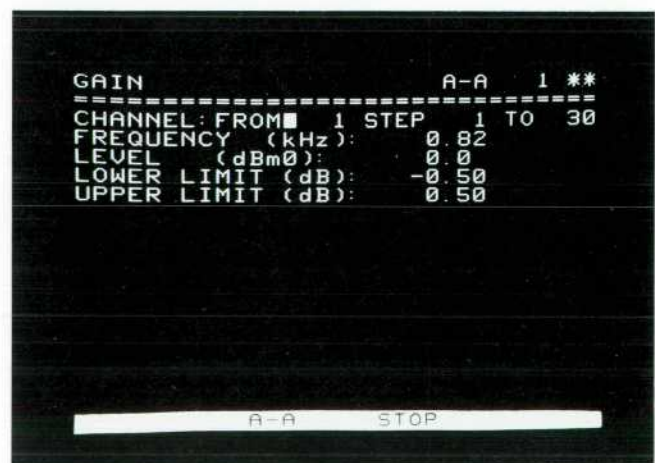 GAIN A-A 1 **
==============================================
CHANNEL: FROM 1 STEP 1 TO 30
FREQUENCY (kHz): 0.82
LEVEL (dBm0): 0.0
LOWER LIMIT (dB): -0.50
UPPER LIMIT (dB): 0.50
A-A STOP